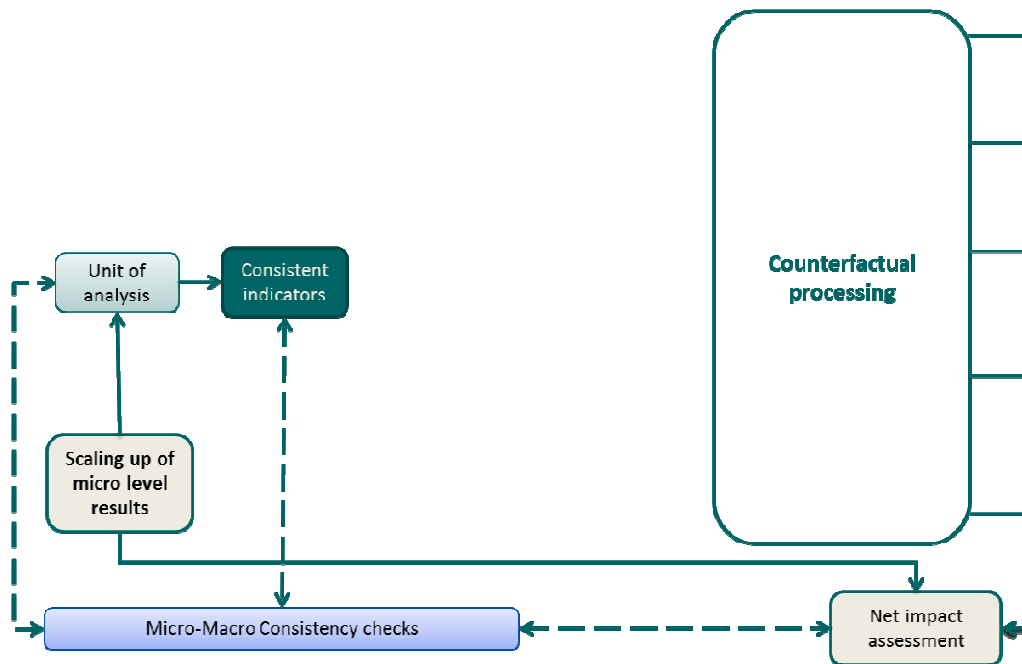 Counterfactual
processing
Unit of
analysis
Consistent
indicators
Scaling up of
micro level
results
Micro-Macro Consistency checks
Net impact
assessment